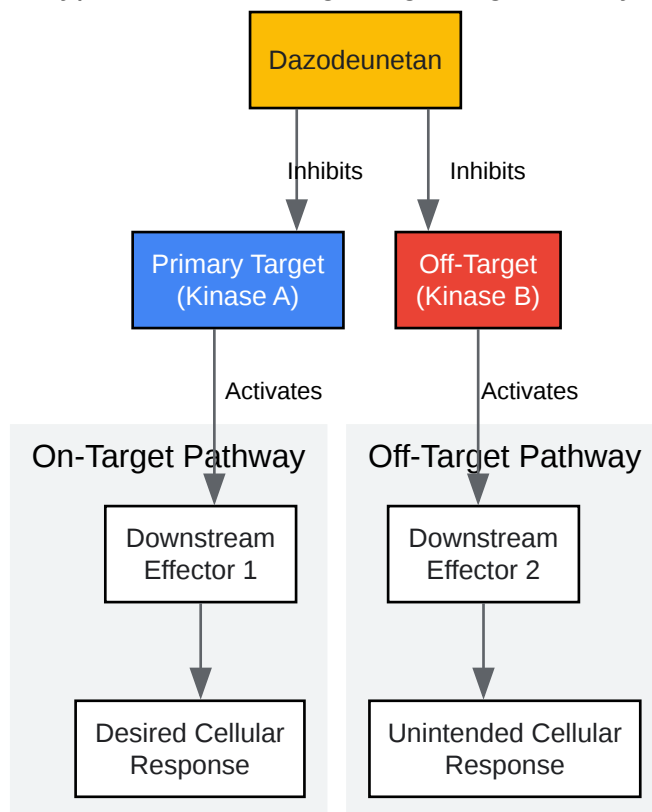 Dazodeunetan
Inhibits
Inhibits
Primary Target
(Kinase A)
Off-Target
(Kinase B)
Activates
Activates
On-Target Pathway
Off-Target Pathway
Downstream
Effector 1
Downstream
Effector 2
Desired Cellular
Response
Unintended Cellular
Response